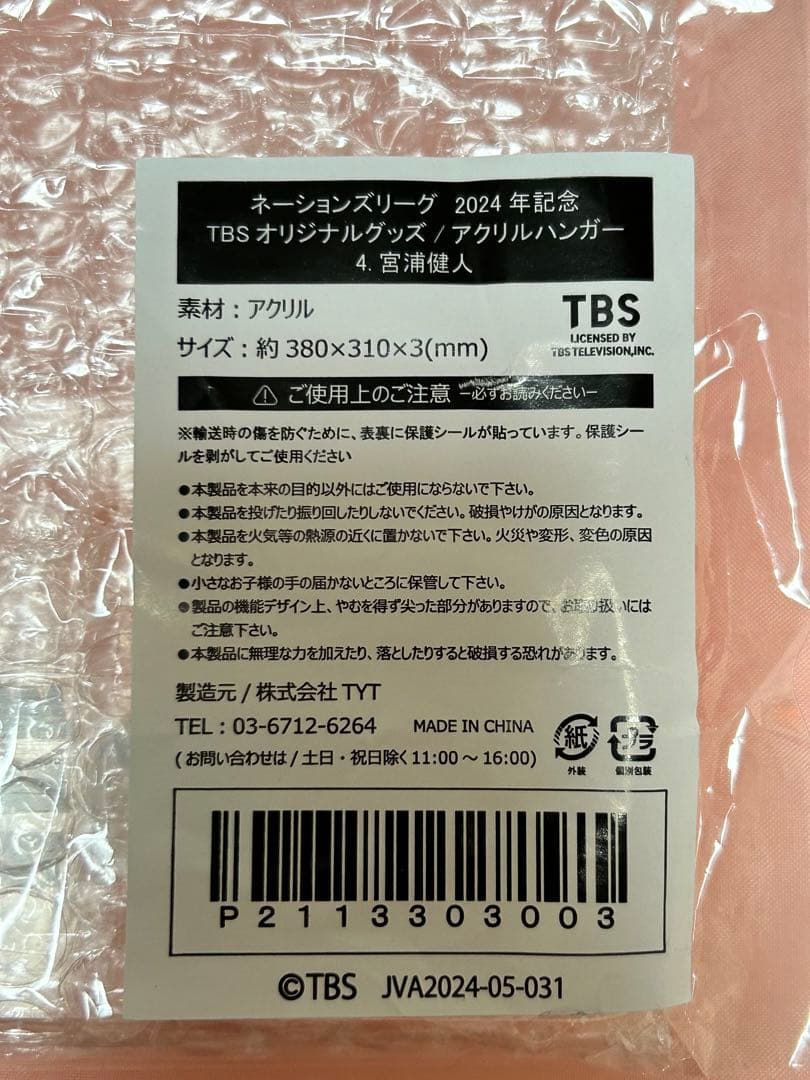 ネーションズリーグ 2024 年記念
TBS オリジナルグッズ / アクリルハンガー
4. 宮浦健人
素材：アクリル
サイズ：約 380×310×3(mm)
TBS
LICENSED BY
TBS TELEVISION, INC.
⚠ ご使用上のご注意 ー必ずお読みくださいー
※輸送時の傷を防ぐために、表裏に保護シールが貼っています。保護シー
ルを剥がしてご使用ください
●本製品を本来の目的以外にはご使用にならないで下さい。
●本製品を投げたり振り回したりしないでください。破損やけがの原因となります。
●本製品を火気等の熱源の近くに置かないで下さい。火災や変形、変色の原因
となります。
●小さなお子様の手の届かないところに保管して下さい。
●製品の機能デザイン上、やむを得ず尖った部分がありますので、お取り扱いには
ご注意下さい。
●本製品に無理な力を加えたり、落としたりすると破損する恐れがあります。
製造元 / 株式会社 TYT
TEL : 03-6712-6264 MADE IN CHINA
( お問い合わせは / 土日・祝日除く 11:00 ～ 16:00)
紙
外装
プラ
個別包装
P2113303003
©TBS JVA2024-05-031